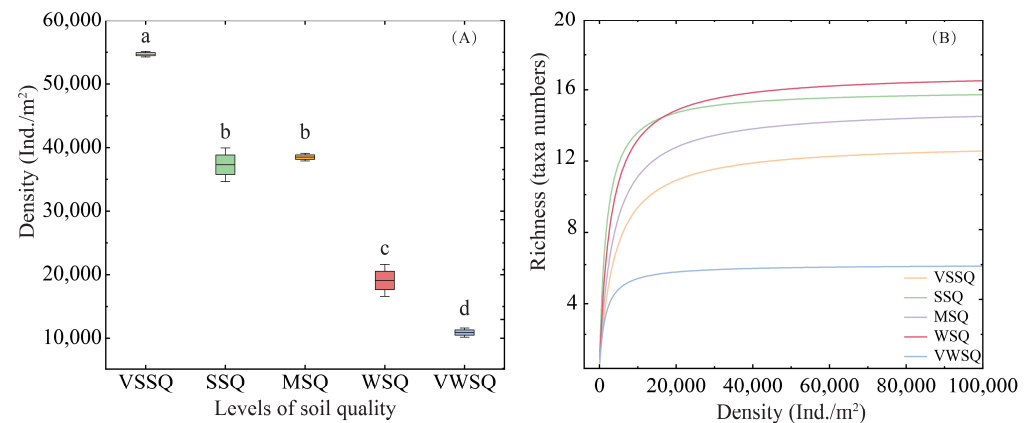 60,000
50,000
40,000
30,000
20,000
10,000
Density (Ind./m²)
(A)
a
b
b
c
d
VSSQ SSQ MSQ WSQ VWSQ
Levels of soil quality
20
16
12
8
4
Richness (taxa numbers)
(B)
VSSQ
SSQ
MSQ
WSQ
VWSQ
0 20,000 40,000 60,000 80,000 100,000
Density (Ind./m²)